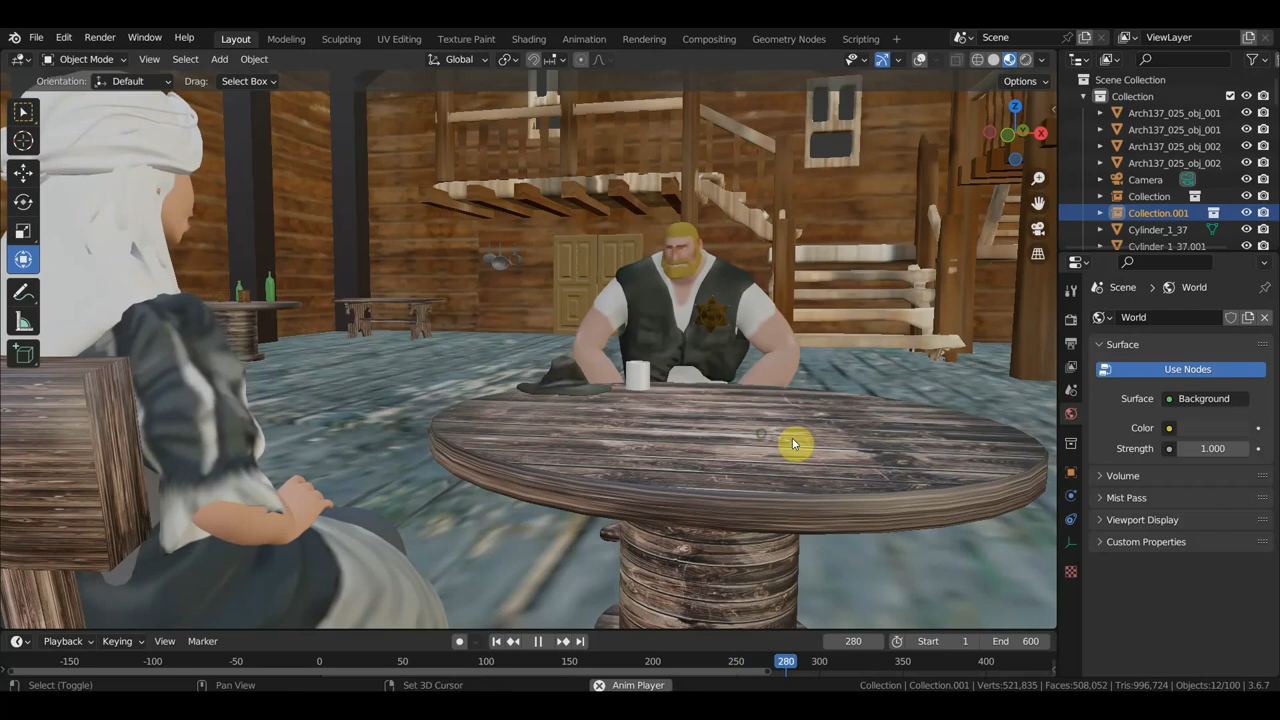 File Edit Render Window Help Layout Modeling Sculpting UV Editing Texture Paint Shading Animation Rendering Compositing Geometry Nodes Scripting + Scene ViewLayer
Object Mode View Select Add Object Global
Orientation: Default Drag: Select Box Options
Scene Collection
Collection
Arch137_025_obj_001
Arch137_025_obj_001
Arch137_025_obj_002
Arch137_025_obj_002
Camera
Collection
Collection.001
Cylinder_1_37
Cylinder_1_37.001
Z
Y
X
Scene > World
World
Surface
Use Nodes
Surface Background
Color
Strength 1.000
Volume
Mist Pass
Viewport Display
Custom Properties
Playback Keying View Marker 280 Start 1 End 600
-150 -100 -50 0 50 100 150 200 250 280 300 350 400
Select (Toggle) Pan View Set 3D Cursor Anim Player Collection | Collection.001 | Verts:521,835 | Faces:508,052 | Tris:996,724 | Objects:12/100 | 3.6.7